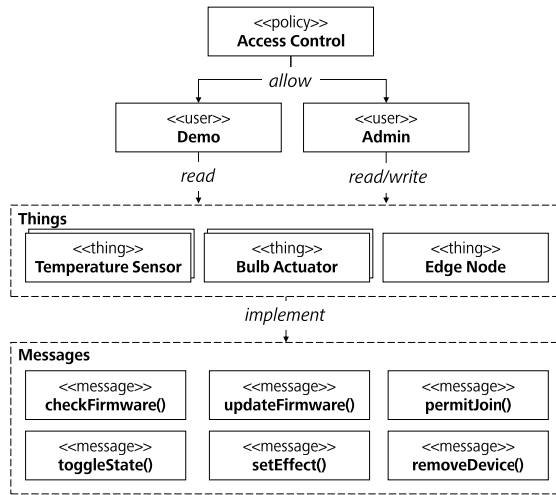 <<policy>>
Access Control
allow
<<user>>
Demo
<<user>>
Admin
read
read/write
Things
<<thing>>
Temperature Sensor
<<thing>>
Bulb Actuator
<<thing>>
Edge Node
implement
Messages
<<message>>
checkFirmware()
<<message>>
updateFirmware()
<<message>>
permitJoin()
<<message>>
toggleState()
<<message>>
setEffect()
<<message>>
removeDevice()